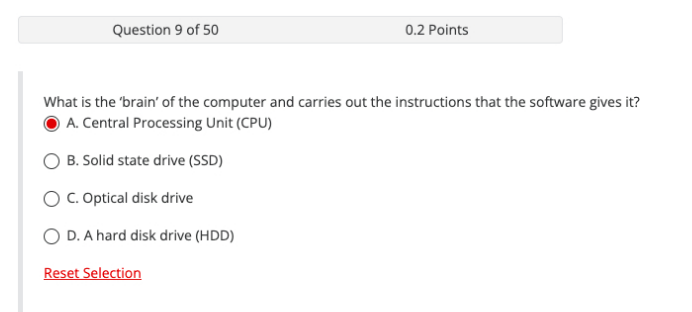 Question 9 of 50 0.2 Points
What is the ‘brain’ of the computer and carries out the instructions that the software gives it?
A. Central Processing Unit (CPU)
B. Solid state drive (SSD)
C. Optical disk drive
D. A hard disk drive (HDD)
Reset Selection